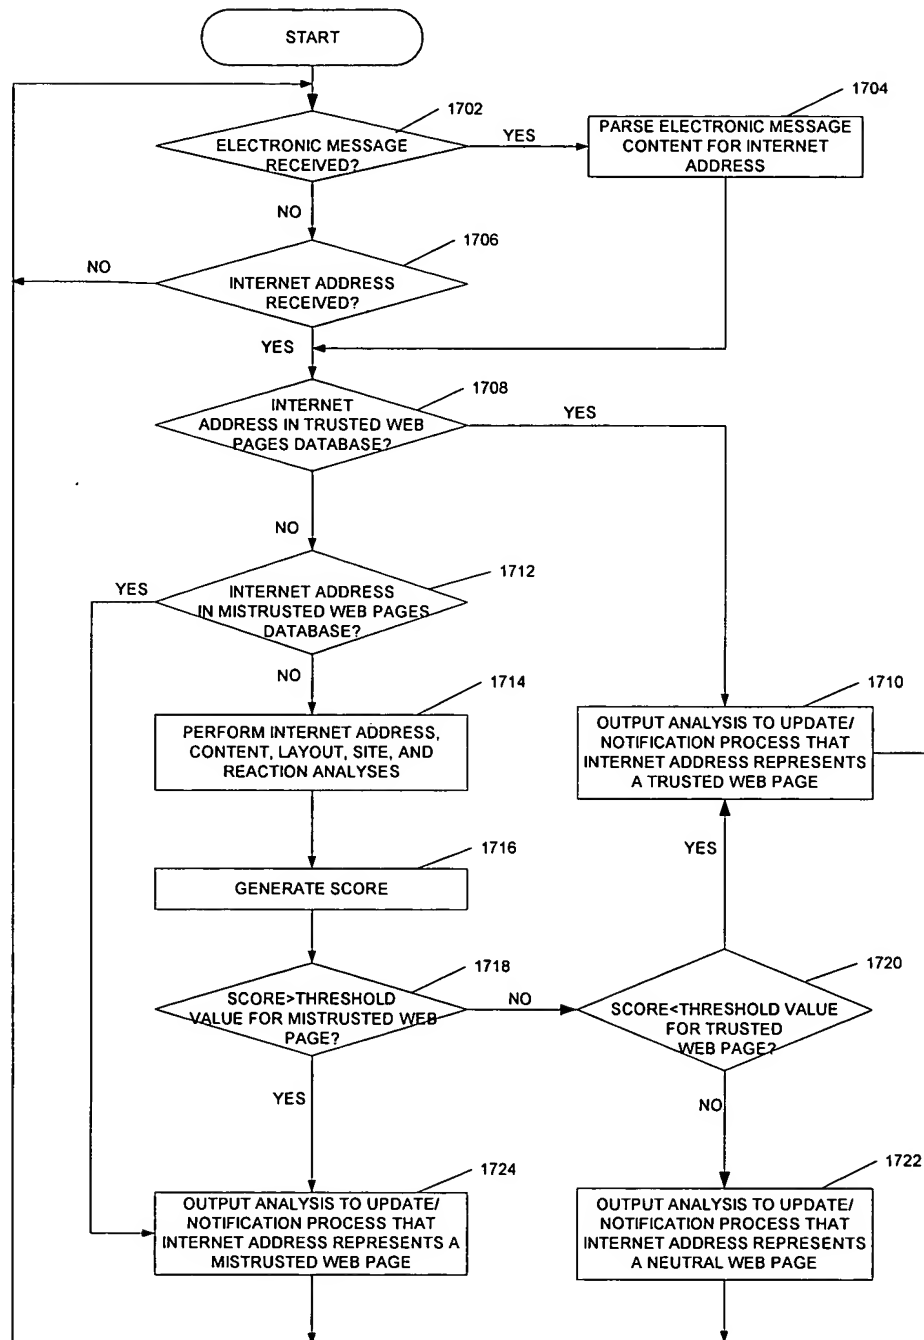 START
1702
ELECTRONIC MESSAGE
RECEIVED?
YES
1704
PARSE ELECTRONIC MESSAGE
CONTENT FOR INTERNET
ADDRESS
NO
1706
NO
INTERNET ADDRESS
RECEIVED?
YES
1708
INTERNET
ADDRESS IN TRUSTED WEB
PAGES DATABASE?
YES
NO
1712
YES
INTERNET ADDRESS
IN MISTRUSTED WEB PAGES
DATABASE?
NO
1714
PERFORM INTERNET ADDRESS,
CONTENT, LAYOUT, SITE, AND
REACTION ANALYSES
1710
OUTPUT ANALYSIS TO UPDATE/
NOTIFICATION PROCESS THAT
INTERNET ADDRESS REPRESENTS
A TRUSTED WEB PAGE
1716
GENERATE SCORE
YES
1718
SCORE>THRESHOLD
VALUE FOR MISTRUSTED WEB
PAGE?
NO
1720
SCORE<THRESHOLD VALUE
FOR TRUSTED
WEB PAGE?
YES
NO
1724
OUTPUT ANALYSIS TO UPDATE/
NOTIFICATION PROCESS THAT
INTERNET ADDRESS REPRESENTS A
MISTRUSTED WEB PAGE
1722
OUTPUT ANALYSIS TO UPDATE/
NOTIFICATION PROCESS THAT
INTERNET ADDRESS REPRESENTS
A NEUTRAL WEB PAGE